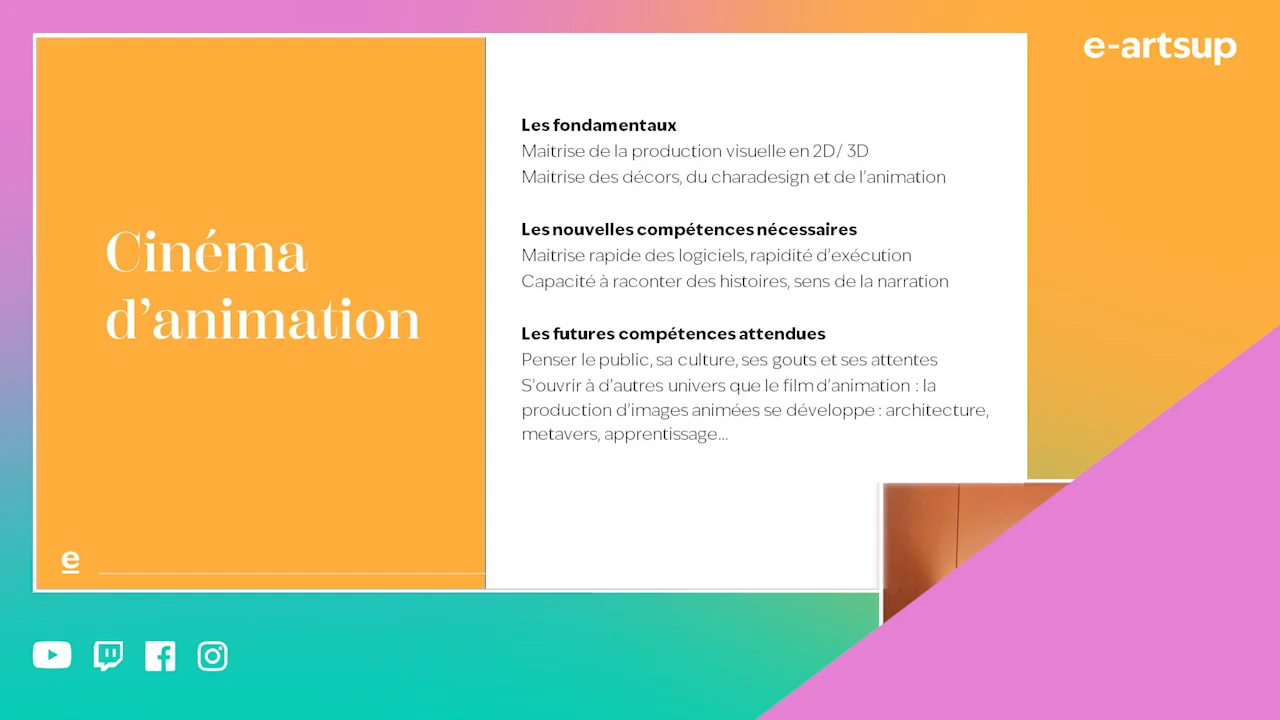 e-artsup
Cinéma
d’animation
Les fondamentaux
Maitrise de la production visuelle en 2D/ 3D
Maitrise des décors, du charadesign et de l’animation
Les nouvelles compétences nécessaires
Maitrise rapide des logiciels, rapidité d’exécution
Capacité à raconter des histoires, sens de la narration
Les futures compétences attendues
Penser le public, sa culture, ses gouts et ses attentes
S’ouvrir à d’autres univers que le film d’animation : la
production d’images animées se développe : architecture,
metavers, apprentissage...
e